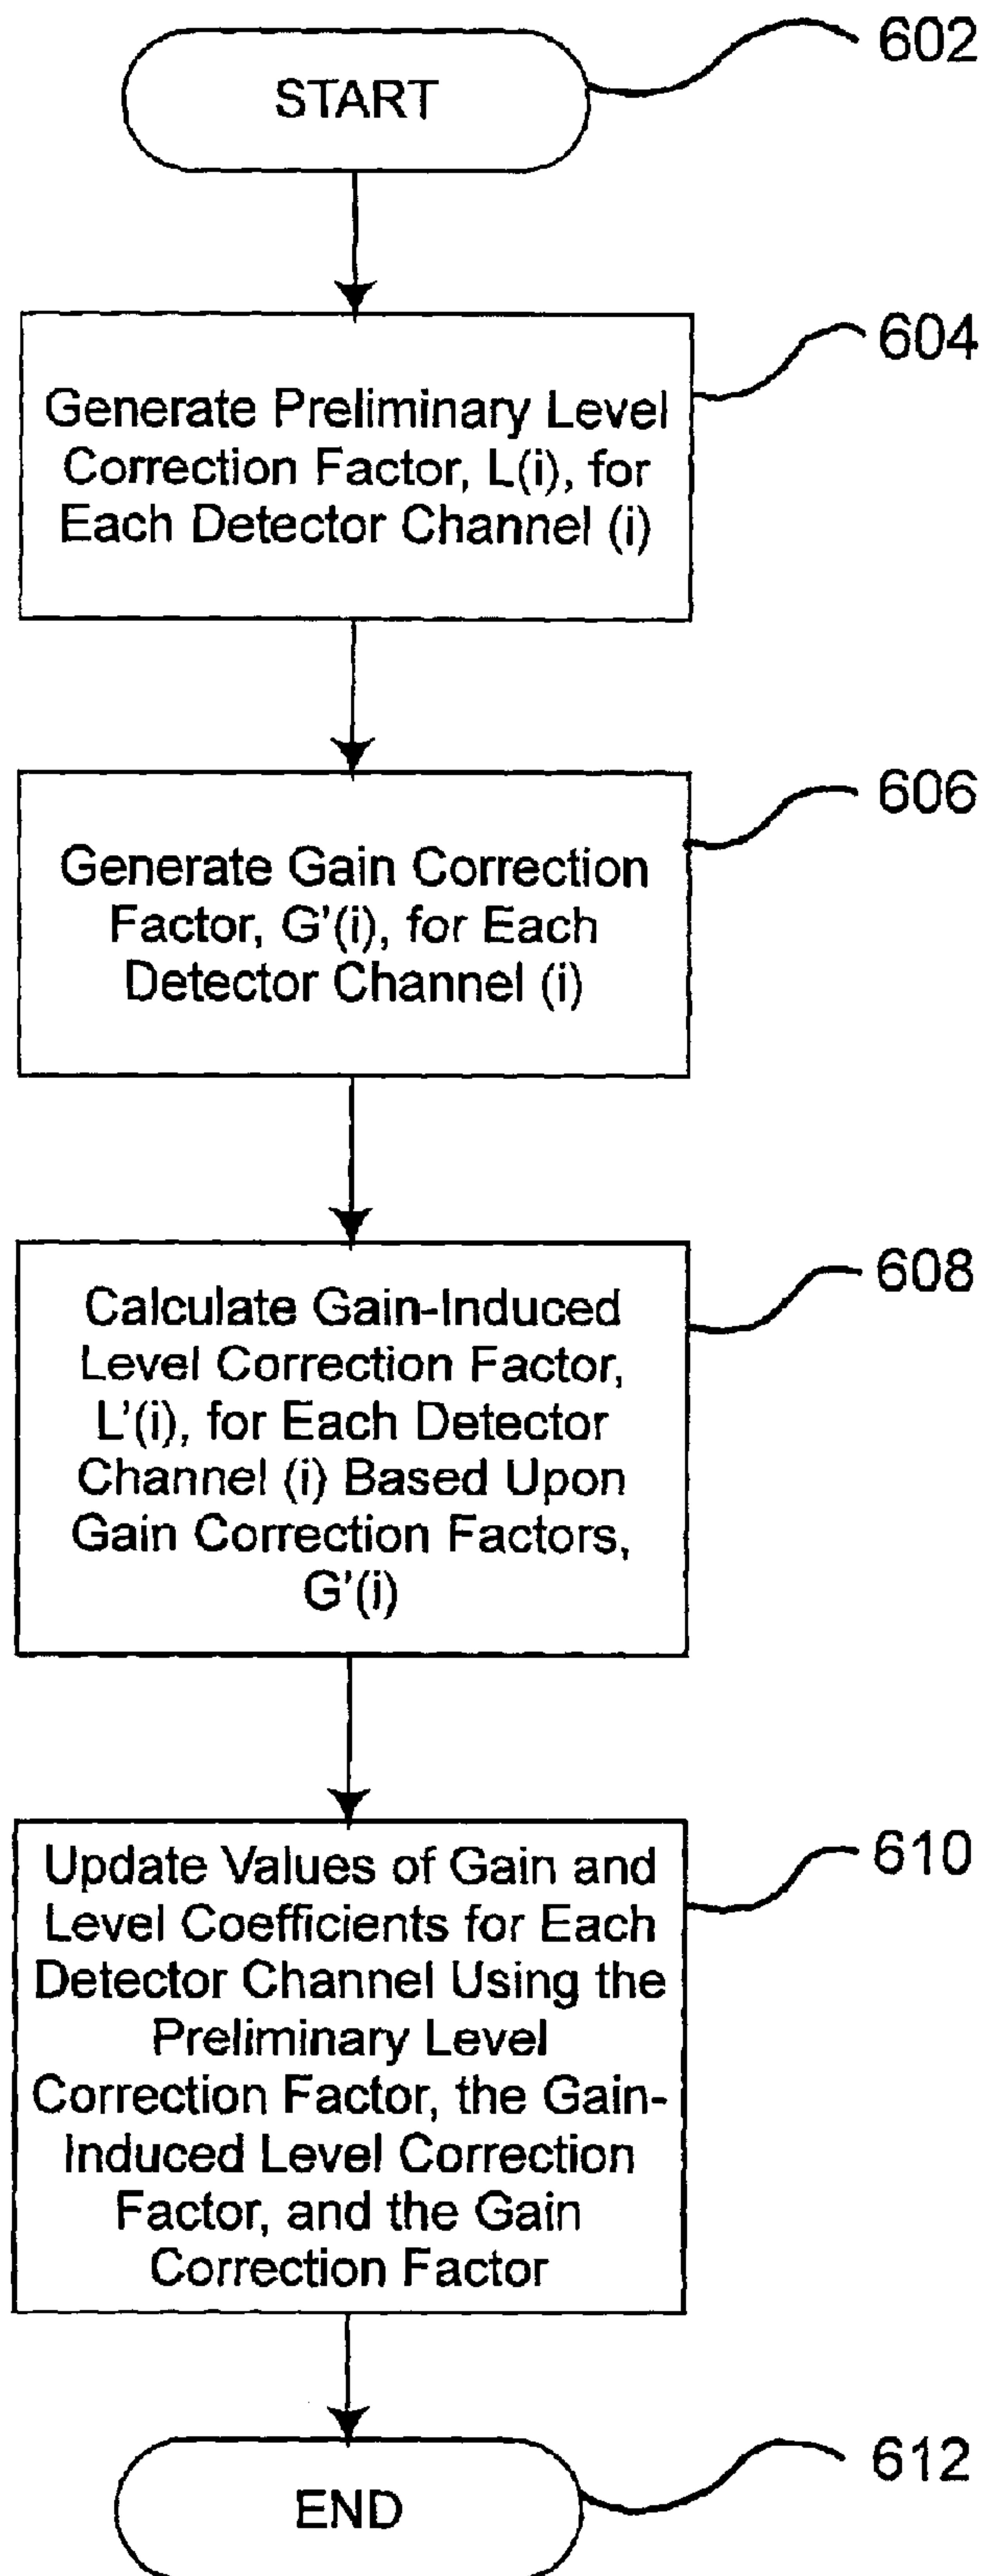 START
602
604
Generate Preliminary Level
Correction Factor, L(i), for
Each Detector Channel (i)
606
Generate Gain Correction
Factor, G'(i), for Each
Detector Channel (i)
608
Calculate Gain-Induced
Level Correction Factor,
L'(i), for Each Detector
Channel (i) Based Upon
Gain Correction Factors,
G'(i)
610
Update Values of Gain and
Level Coefficients for Each
Detector Channel Using the
Preliminary Level
Correction Factor, the Gain-
Induced Level Correction
Factor, and the Gain
Correction Factor
612
END